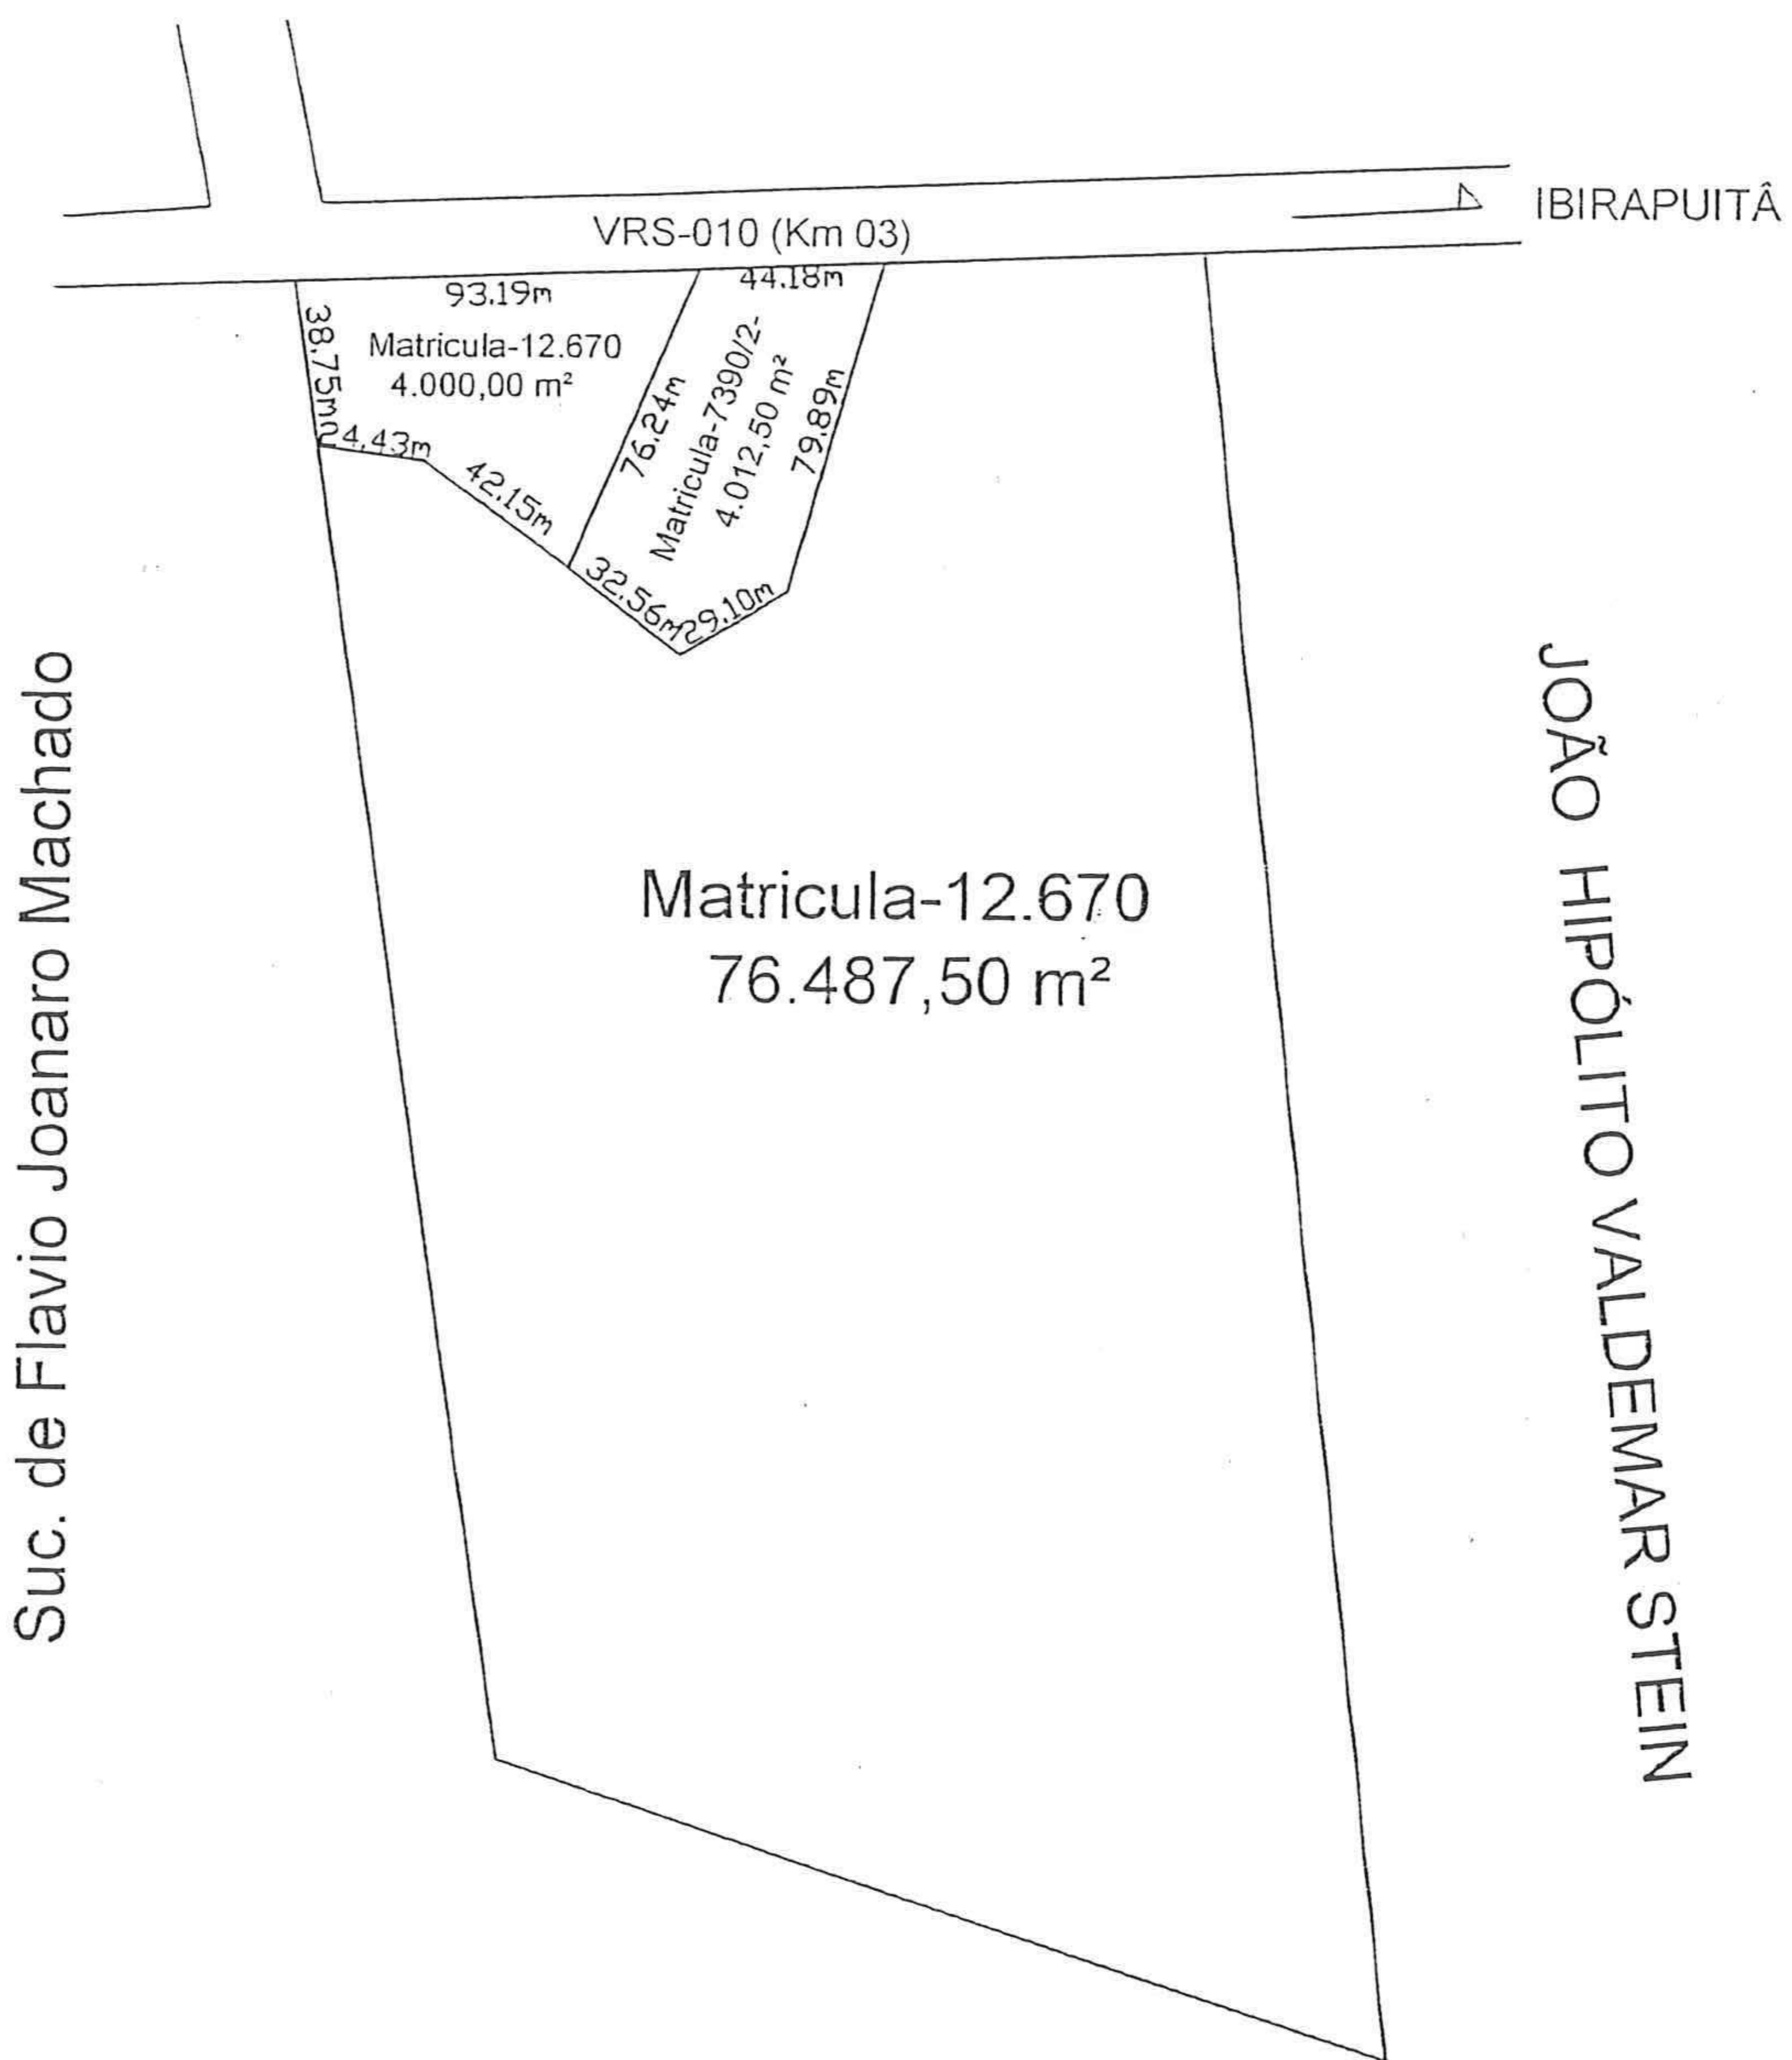 IBIRAPUITÂ
VRS-010 (Km 03)
93.19m
44.18m
38.75m
Matricula-12.670
4.000,00 m²
24.43m
42.15m
76.24m
Matricula-7390/2-
4.012,50 m²
79.89m
32.56m
29.10m
Suc. de Flavio Joanaro Machado
Matricula-12.670
76.487,50 m²
JOÃO HIPÓLITO VALDEMAR STEIN